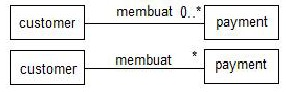 customer membuat 0..* payment
customer membuat * payment